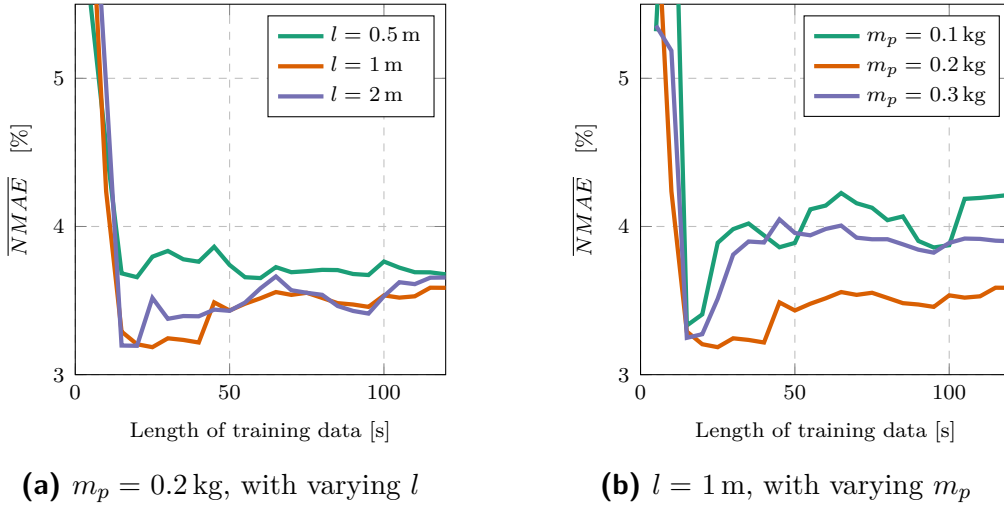 5
4
3
0
50
100
NMAE [%]
Length of training data [s]
l = 0.5 m
l = 1 m
l = 2 m
(a) m_p = 0.2 kg, with varying l
5
4
3
0
50
100
NMAE [%]
Length of training data [s]
m_p = 0.1 kg
m_p = 0.2 kg
m_p = 0.3 kg
(b) l = 1 m, with varying m_p